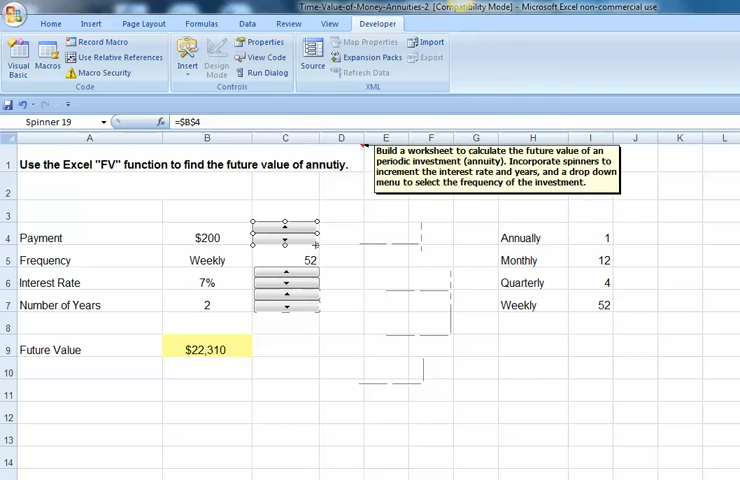 Time-Value-of-Money-Annuities-2 [Compatibility Mode] - Microsoft Excel non-commercial use
Home Insert Page Layout Formulas Data Review View Developer
Visual Basic
Macros
Record Macro
Use Relative References
Macro Security
Code
Insert
Design Mode
Properties
View Code
Run Dialog
Controls
Source
Map Properties
Expansion Packs
Refresh Data
Import
Export
XML
Spinner 19 fx =$B$4
A B C D E F G H I J K L
1 Use the Excel "FV" function to find the future value of annutiy.
Build a worksheet to calculate the future value of an
periodic investment (annuity). Incorporate spinners to
increment the interest rate and years, and a drop down
menu to select the frequency of the investment.
2
3
4 Payment $200 Annually 1
5 Frequency Weekly 52 Monthly 12
6 Interest Rate 7% Quarterly 4
7 Number of Years 2 Weekly 52
8
9 Future Value $22,310
10
11
12
13
14